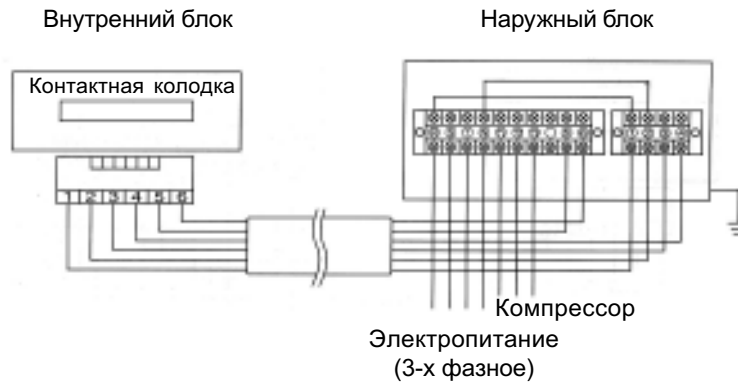 Внутренний блок
Наружный блок
Контактная колодка
1 2 3 4 5 6
Компрессор
Электропитание
(3-х фазное)